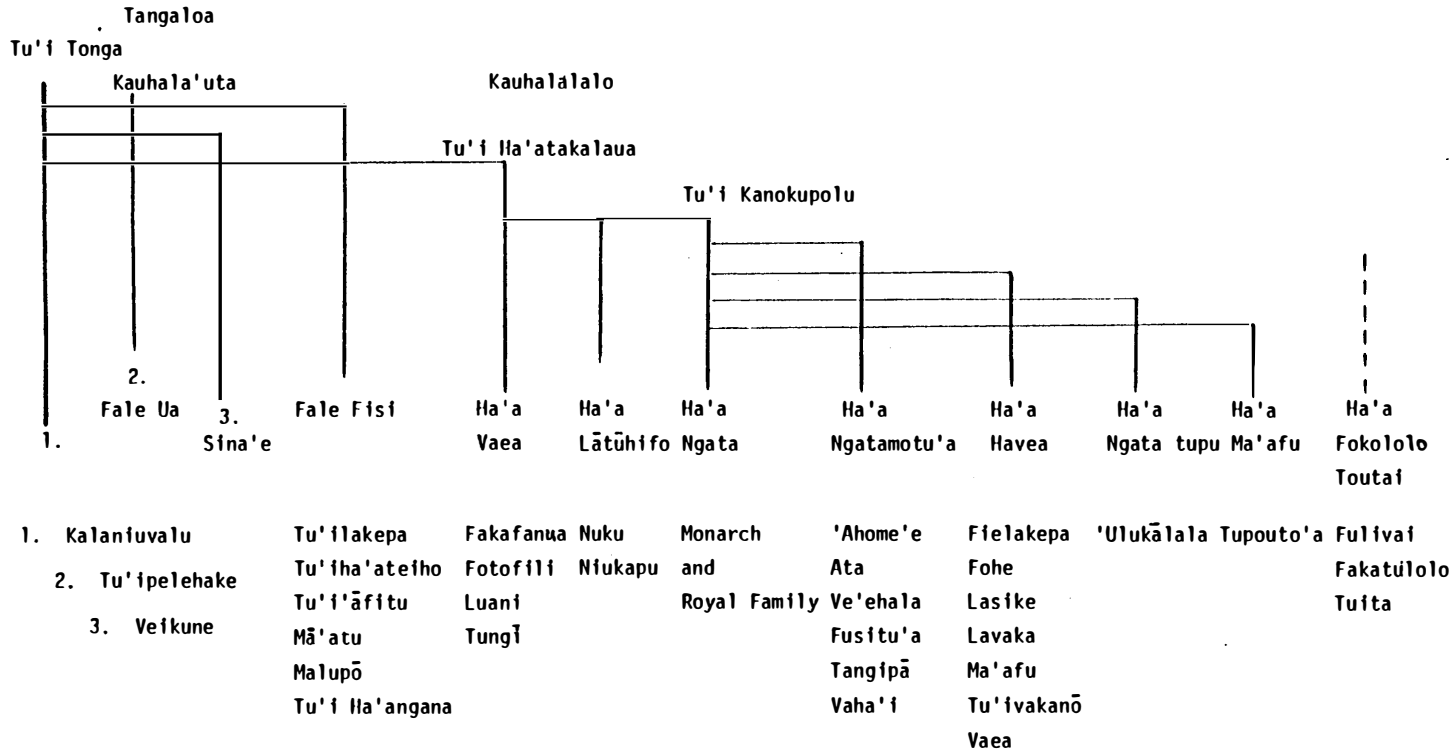 Tangaloa
Tu'i Tonga
Kauhala'uta Kauhalalalo
Tu'i Ha'atakalaua
Tu'i Kanokupolu
2.
Fale Ua 3. Fale Fisi Ha'a Ha'a Ha'a Ha'a Ha'a Ha'a Ha'a Ha'a
1. Sina'e Vaea Lātūhifo Ngata Ngatamotu'a Havea Ngata tupu Ma'afu Fokololo
Toutai
1. Kalaniuvalu Tu'ilakepa Fakafanua Nuku Monarch 'Ahome'e Fielakepa 'Ulukālala Tupouto'a Fulivai
2. Tu'ipelehake Tu'iha'ateiho Fotofili Niukapu and Ata Fohe Fakatulolo
3. Veikune Tu'i'āfitu Luani Royal Family Ve'ehala Lasike Tuita
Mā'atu Tungī Fusitu'a Lavaka
Malupō Tangipā Ma'afu
Tu'i Ha'angana Vaha'i Tu'ivakanō
Vaea